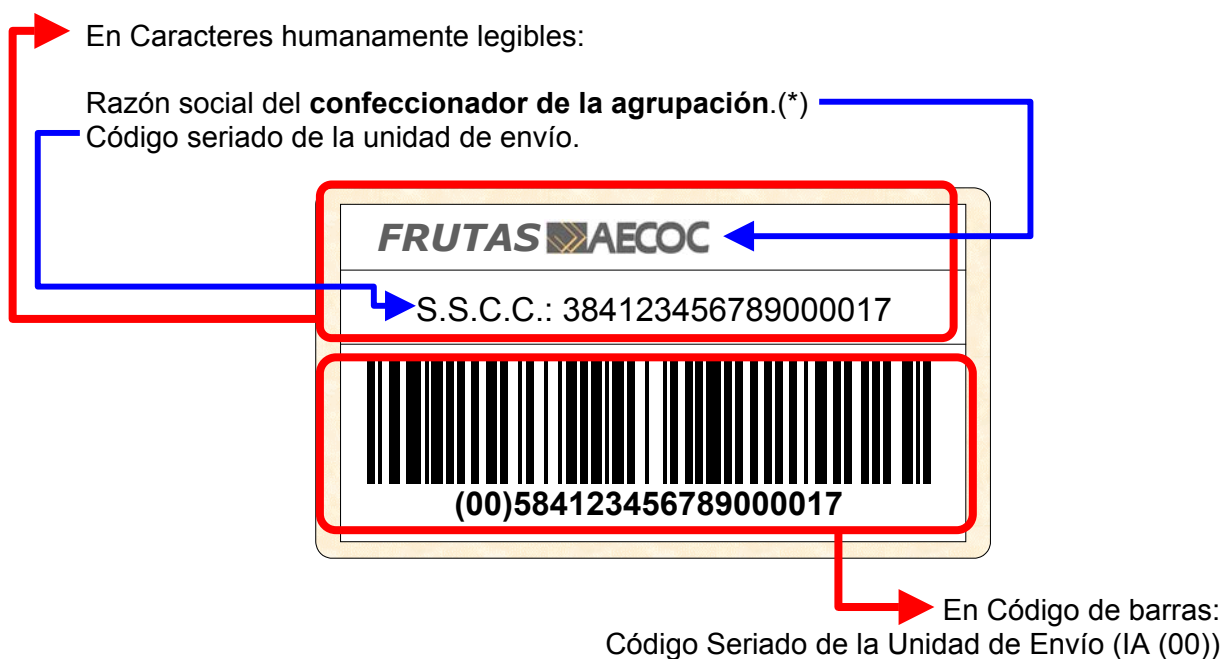 En Caracteres humanamente legibles:
Razón social del confeccionador de la agrupación.(*)
Código seriado de la unidad de envío.
FRUTAS AECOC
S.S.C.C.: 384123456789000017
(00)584123456789000017
En Código de barras:
Código Seriado de la Unidad de Envío (IA (00))